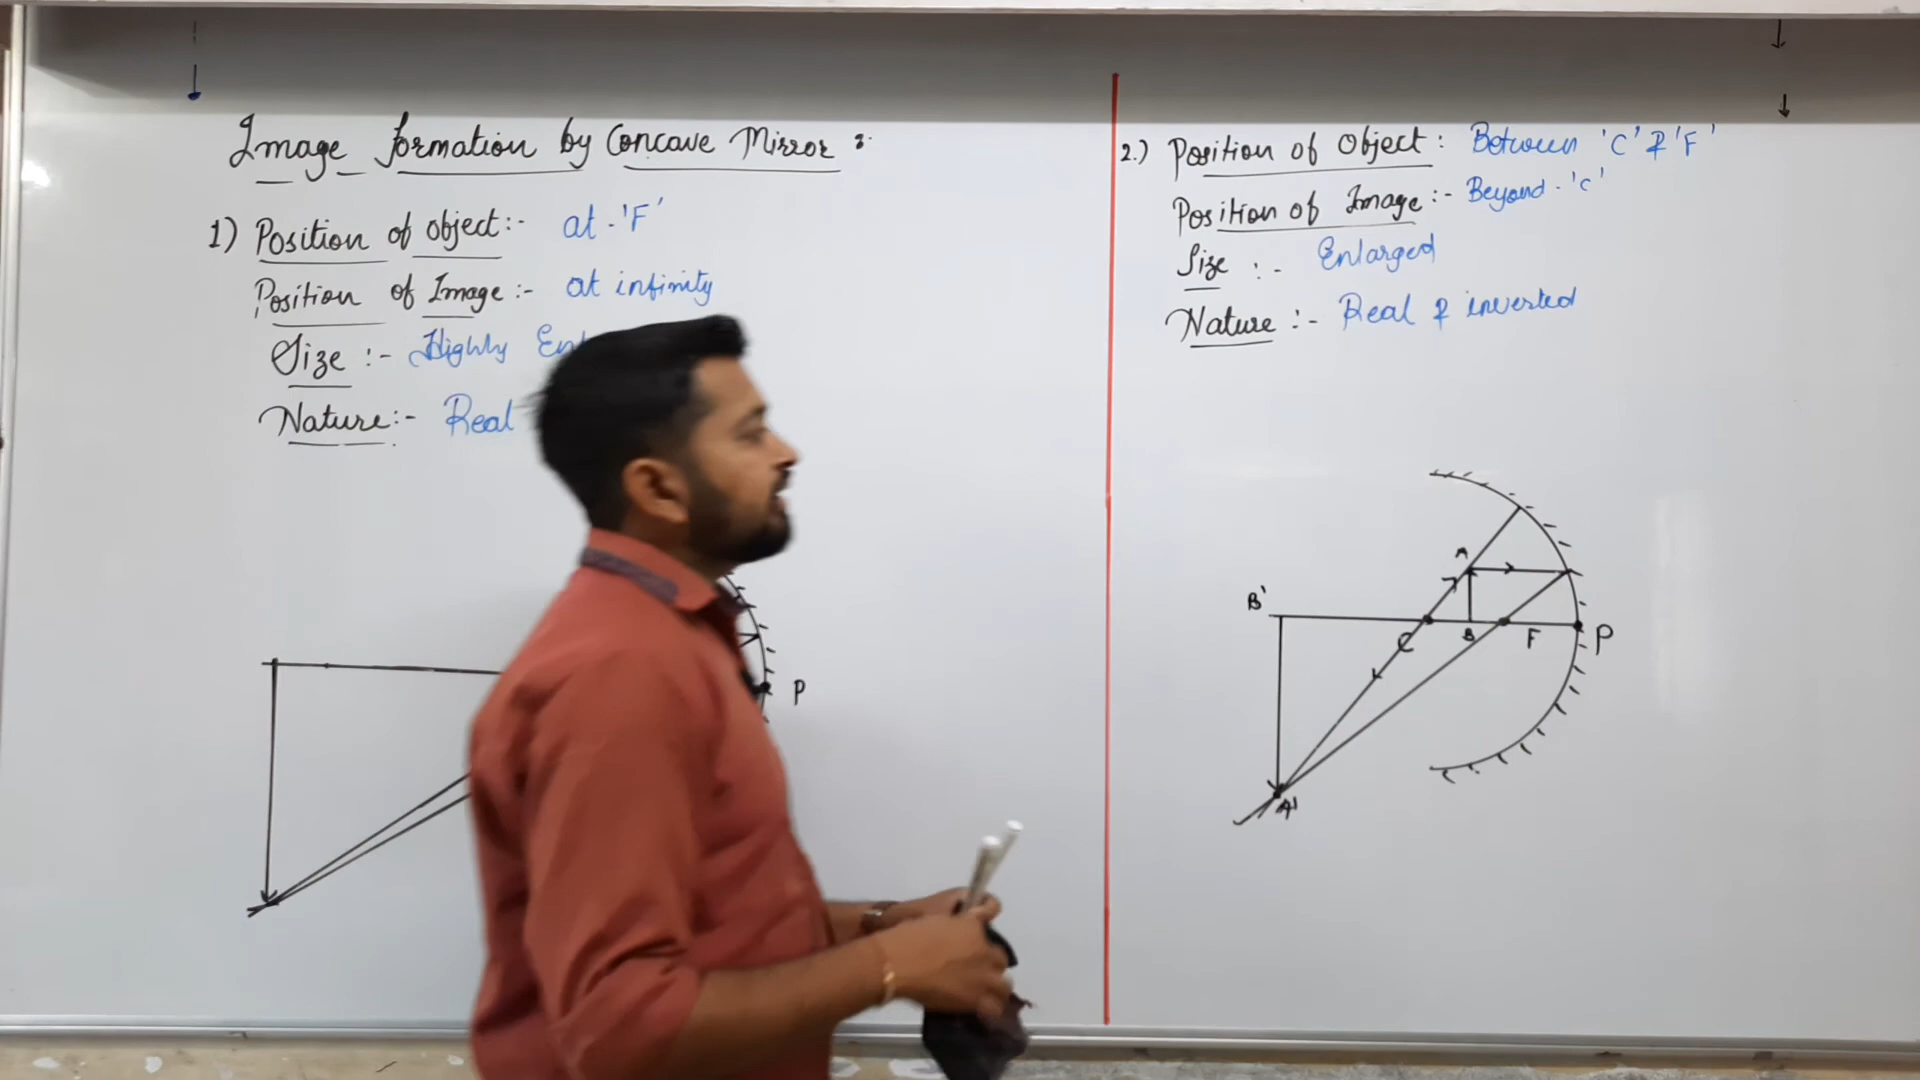 Image formation by Concave Mirror :
1) Position of object:- at 'F'
Position of Image :- at infinity
Size :- Highly
Nature:- Real
P
2.) Position of Object : Between 'C' & 'F'
Position of Image :- Beyond 'C'
Size :- Enlarged
Nature :- Real & inverted
A
B'
C
B
F
P
A'